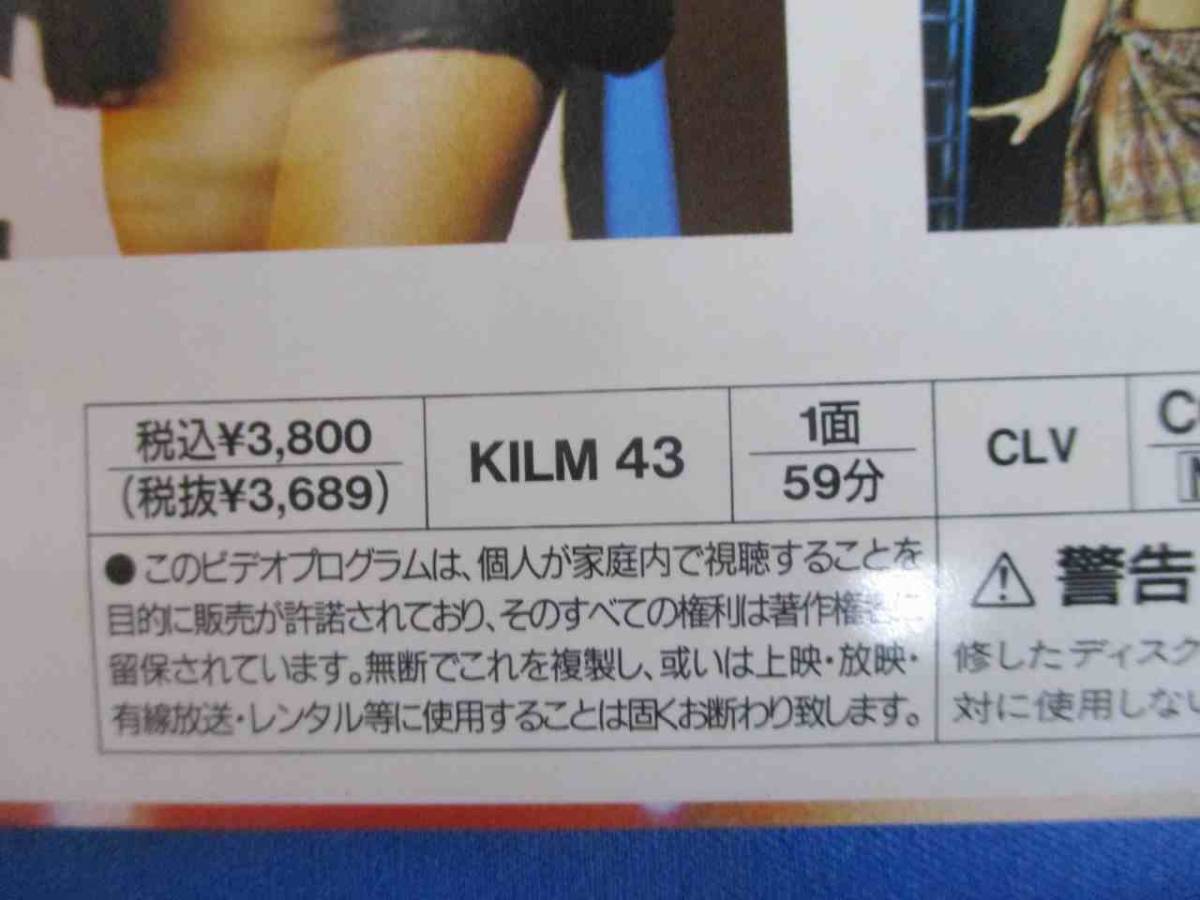 税込¥3,800
(税抜¥3,689)
KILM 43
1面
59分
CLV
●このビデオプログラムは、個人が家庭内で視聴することを
目的に販売が許諾されており、そのすべての権利は著作権者に
留保されています。無断でこれを複製し、或いは上映・放映・
有線放送・レンタル等に使用することは固くお断わり致します。
警告
修したディスク
対に使用しない